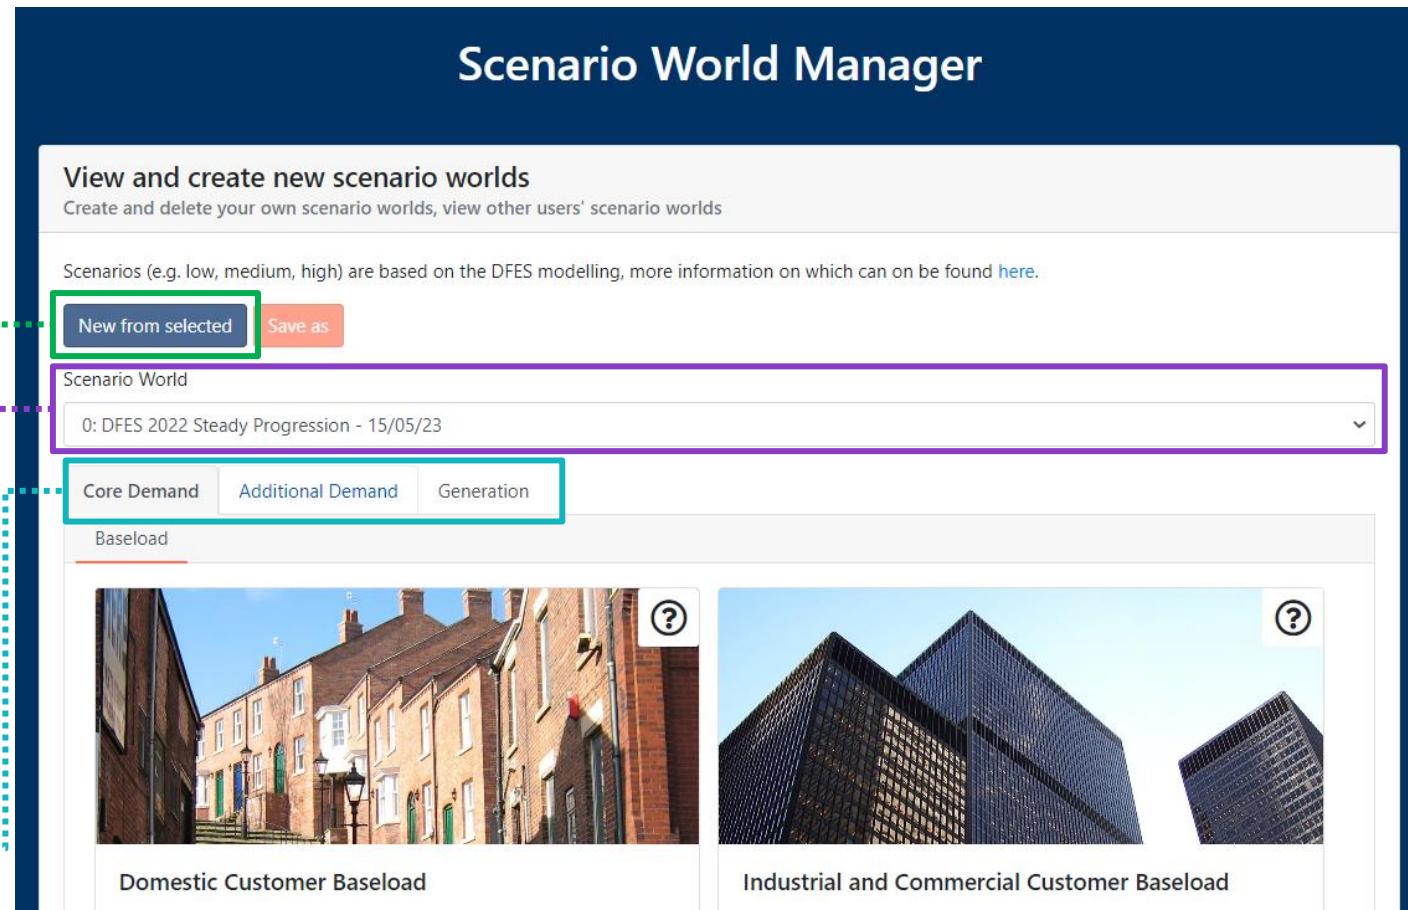 Scenario World Manager
View and create new scenario worlds
Create and delete your own scenario worlds, view other users' scenario worlds
Scenarios (e.g. low, medium, high) are based on the DFES modelling, more information on which can on be found here.
New from selected Save as
Scenario World
0: DFES 2022 Steady Progression - 15/05/23
Core Demand Additional Demand Generation
Baseload
Domestic Customer Baseload Industrial and Commercial Customer Baseload